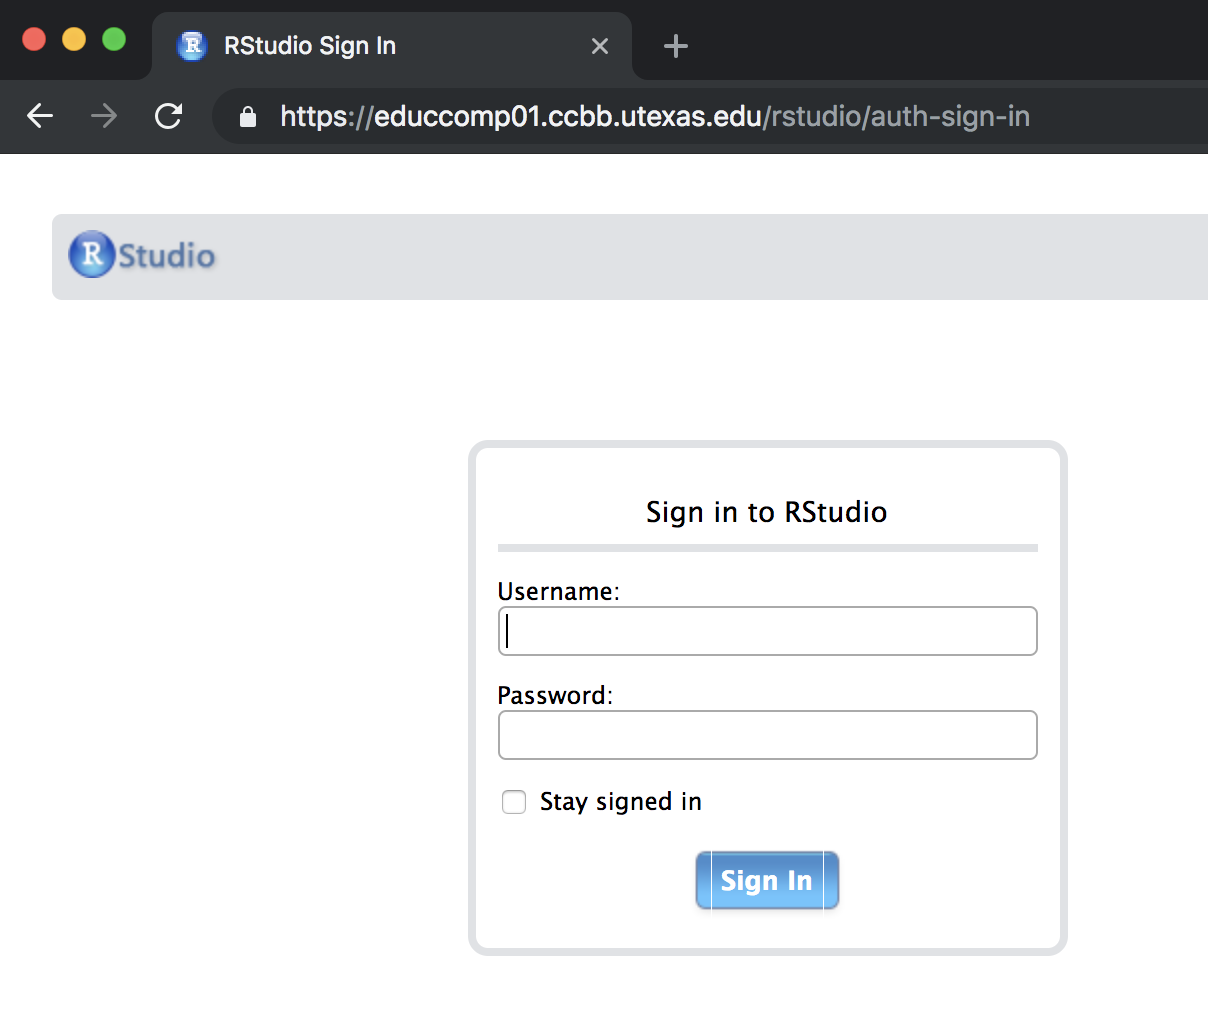 RStudio Sign In
https://educcomp01.ccbb.utexas.edu/rstudio/auth-sign-in
R Studio
Sign in to RStudio
Username:
Password:
Stay signed in
Sign In